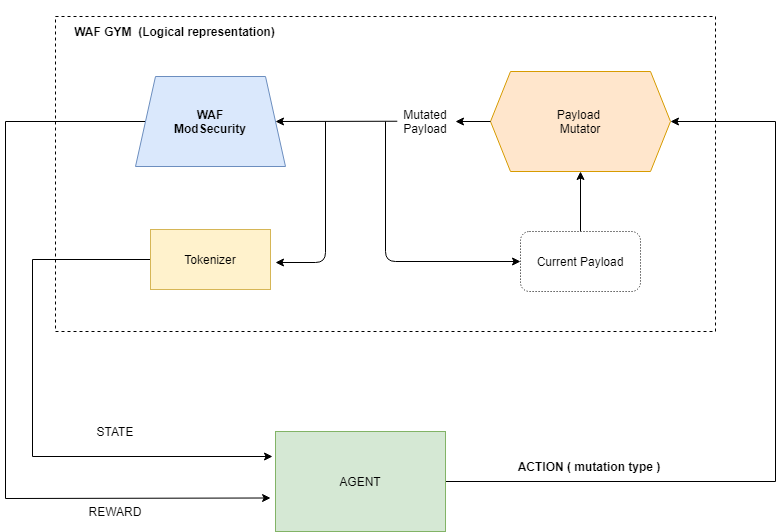 WAF GYM (Logical representation)
WAF
ModSecurity
Mutated
Payload
Payload
Mutator
Tokenizer
Current Payload
STATE
AGENT
ACTION ( mutation type )
REWARD